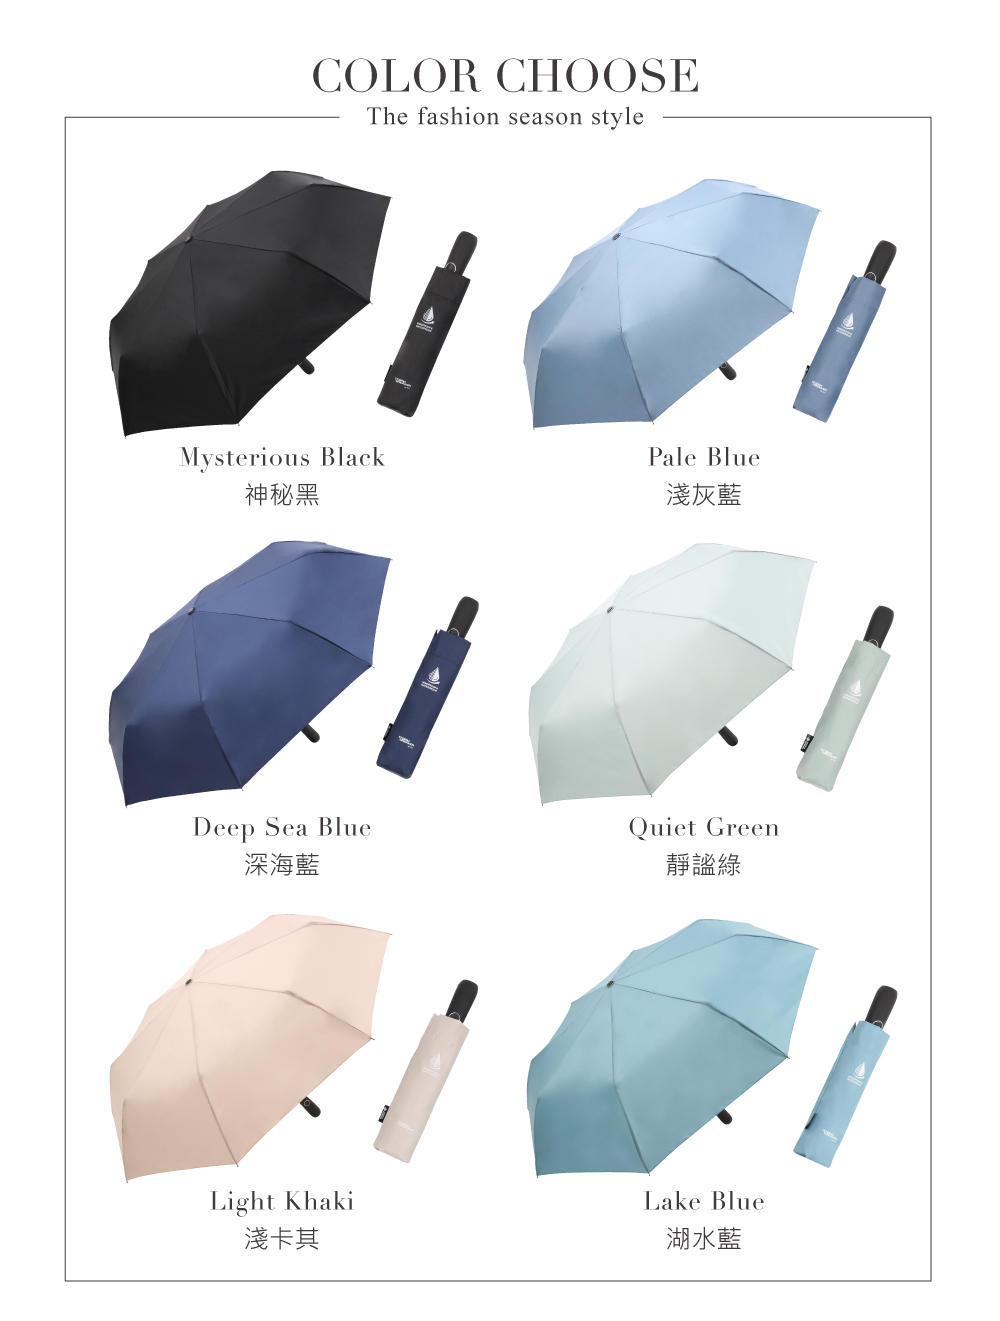 COLOR CHOOSE
The fashion season style
Mysterious Black
神秘黑
Pale Blue
淺灰藍
Deep Sea Blue
深海藍
Quiet Green
靜謐綠
Light Khaki
淺卡其
Lake Blue
湖水藍